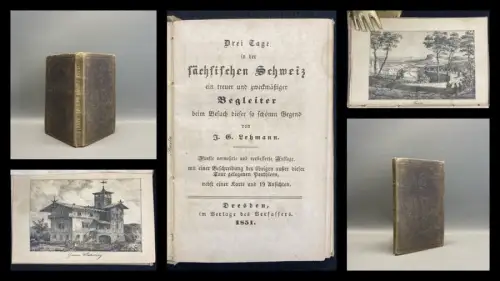 Drei Tage
in der
sächsischen Schweiz
ein treuer und zweckmäßiger
Begleiter
beim Besuch dieser so schönen Gegend
von
J. G. Lehmann.
Fünfte vermehrte und verbesserte Auflage.
mit einer Beschreibung des übrigen außer dieser
Tour gelegenen Parthieen,
nebst einer Karte und 19 Ansichten.
Dresden,
im Verlage des Verfassers.
1851.